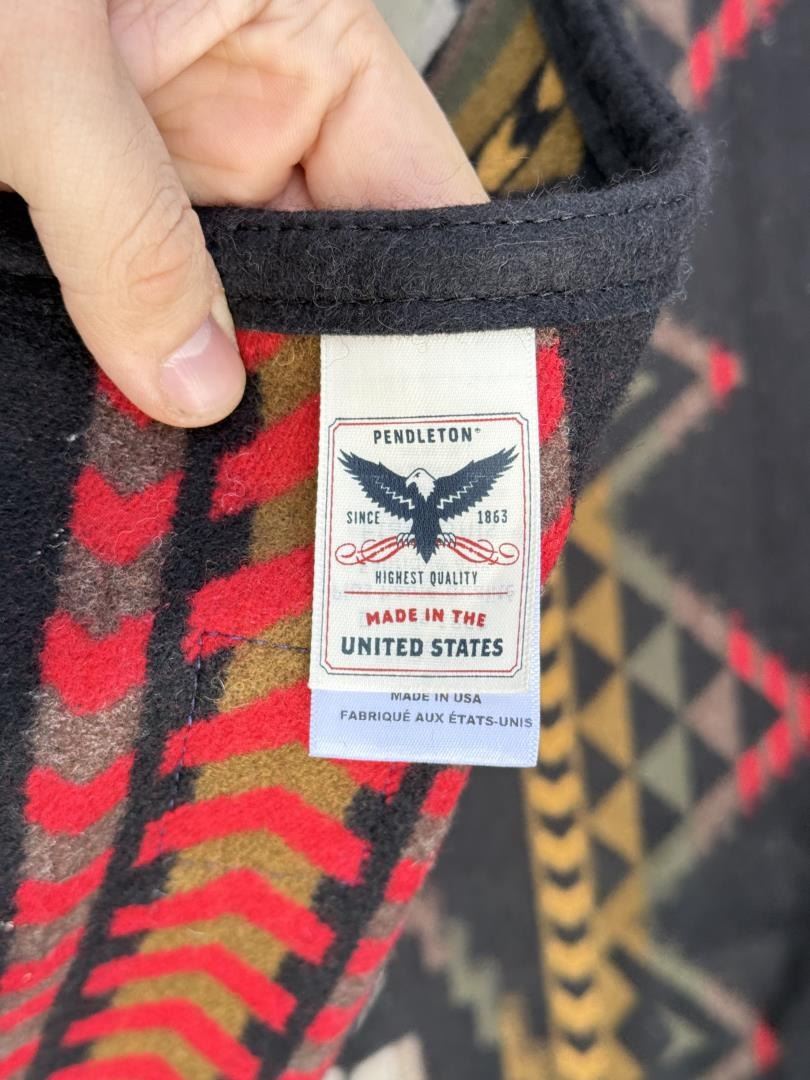 PENDLETON®
SINCE 1863
HIGHEST QUALITY
MADE IN THE
UNITED STATES
MADE IN USA
FABRIQUÉ AUX ÉTATS-UNIS